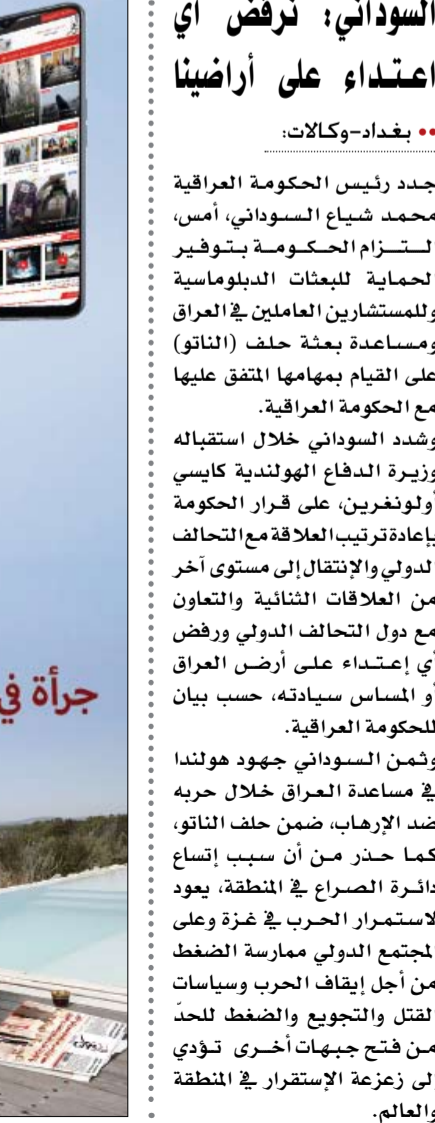 السوداني: نرفض أي
اعتداء على أراضينا
•• بغداد-وكالات:
جدد رئيس الحكومة العراقية
محمد شياع السوداني، أمس،
التزام الحكومة بتوفير
الحماية للبعثات الدبلوماسية
وللمستشارين العاملين في العراق
ومساعدة بعثة حلف (الناتو)
على القيام بمهامها المتفق عليها
مع الحكومة العراقية.
وشدد السوداني خلال استقباله
وزيرة الدفاع الهولندية كايسي
أولونغرين، على قرار الحكومة
بإعادة ترتيب العلاقة مع التحالف
الدولي والإنتقال إلى مستوى آخر
من العلاقات الثنائية والتعاون
مع دول التحالف الدولي ورفض
أي إعتداء على أرض العراق
أو المساس سيادته، حسب بيان
للحكومة العراقية.
وثمن السوداني جهود هولندا
في مساعدة العراق خلال حربه
ضد الإرهاب، ضمن حلف الناتو،
كما حذر من أن سبب إتساع
دائرة الصراع في المنطقة، يعود
لاستمرار الحرب في غزة وعلى
المجتمع الدولي ممارسة الضغط
من أجل إيقاف الحرب وسياسات
القتل والتجويع والضغط للحدّ
من فتح جبهات أخرى تؤدي
إلى زعزعة الإستقرار في المنطقة
والعالم.
جرأة في